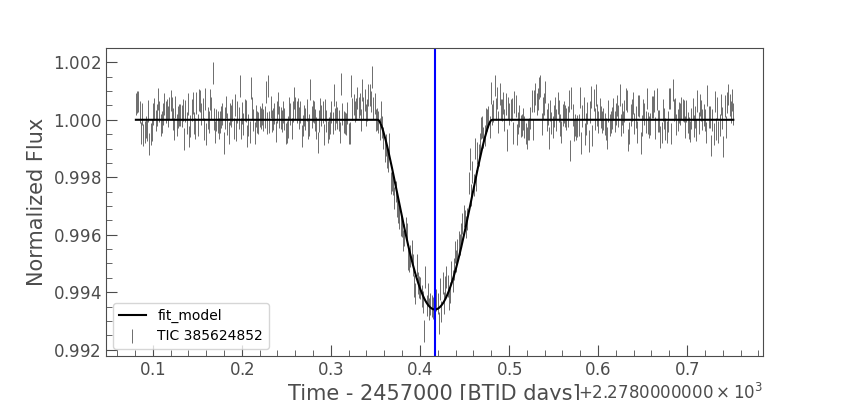 1.002
1.000
0.998
0.996
0.994
0.992
Normalized Flux
fit_model
TIC 385624852
0.1 0.2 0.3 0.4 0.5 0.6 0.7
Time - 2457000 [BTJD days]
+2.2780000000 × 10³